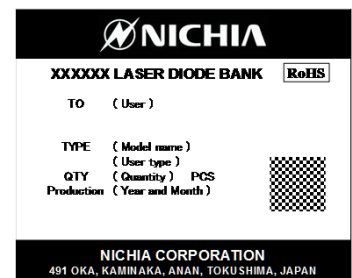 NICHIA
XXXXXX LASER DIODE BANK RoHS
TO ( User )
TYPE ( Model name )
( User type )
QTY ( Quantity ) PCS
Production ( Year and Month )
NICHIA CORPORATION
491 OKA, KAMINAKA, ANAN, TOKUSHIMA, JAPAN